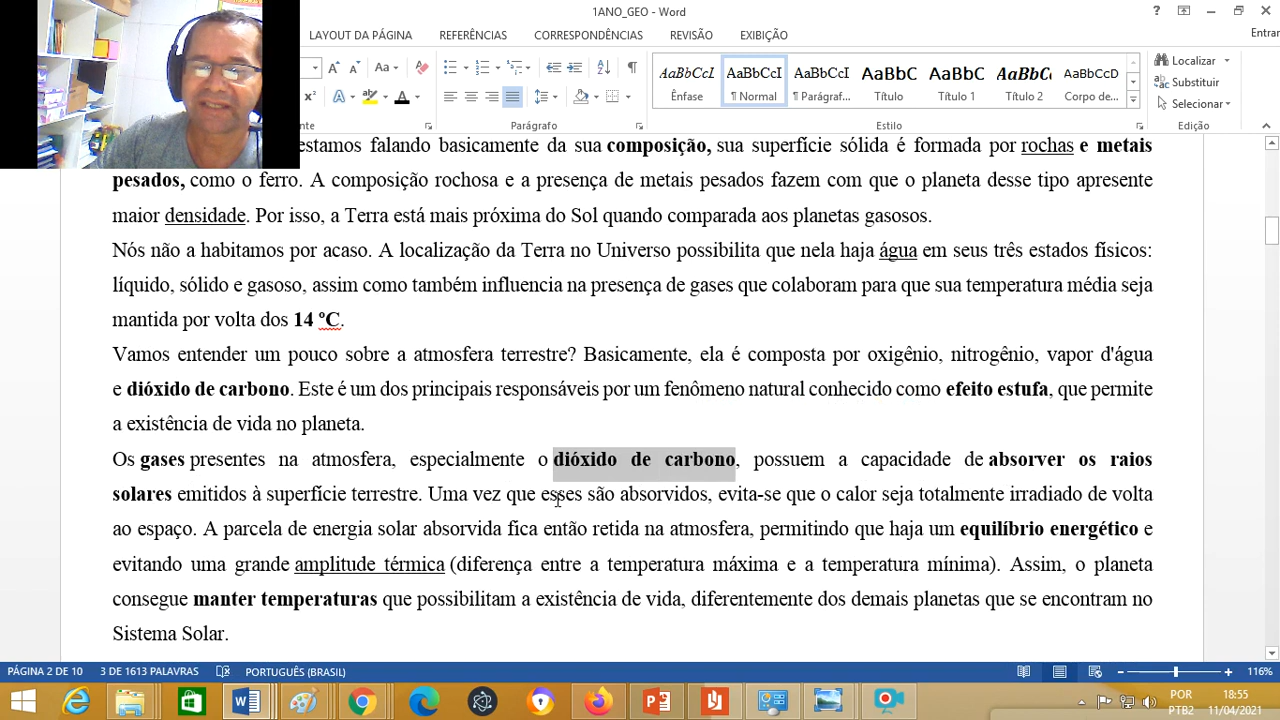 1ANO_GEO - Word
LAYOUT DA PÁGINA REFERÊNCIAS CORRESPONDÊNCIAS REVISÃO EXIBIÇÃO
Entrar
AaBbCcI AaBbCcI AaBbCcI AaBbC AaBbC AaBbCc AaBbCcD
Ênfase ¶ Normal ¶ Parágraf... Título Título 1 Título 2 Corpo de...
Localizar
Substituir
Selecionar
Parágrafo Estilo Edição
estamos falando basicamente da sua composição, sua superfície sólida é formada por rochas e metais
pesados, como o ferro. A composição rochosa e a presença de metais pesados fazem com que o planeta desse tipo apresente
maior densidade. Por isso, a Terra está mais próxima do Sol quando comparada aos planetas gasosos.
Nós não a habitamos por acaso. A localização da Terra no Universo possibilita que nela haja água em seus três estados físicos:
líquido, sólido e gasoso, assim como também influencia na presença de gases que colaboram para que sua temperatura média seja
mantida por volta dos 14 ºC.
Vamos entender um pouco sobre a atmosfera terrestre? Basicamente, ela é composta por oxigênio, nitrogênio, vapor d'água
e dióxido de carbono. Este é um dos principais responsáveis por um fenômeno natural conhecido como efeito estufa, que permite
a existência de vida no planeta.
Os gases presentes na atmosfera, especialmente o dióxido de carbono, possuem a capacidade de absorver os raios
solares emitidos à superfície terrestre. Uma vez que esses são absorvidos, evita-se que o calor seja totalmente irradiado de volta
ao espaço. A parcela de energia solar absorvida fica então retida na atmosfera, permitindo que haja um equilíbrio energético e
evitando uma grande amplitude térmica (diferença entre a temperatura máxima e a temperatura mínima). Assim, o planeta
consegue manter temperaturas que possibilitam a existência de vida, diferentemente dos demais planetas que se encontram no
Sistema Solar.
PÁGINA 2 DE 10 3 DE 1613 PALAVRAS PORTUGUÊS (BRASIL) 116%
POR 18:55
PTB2 11/04/2021